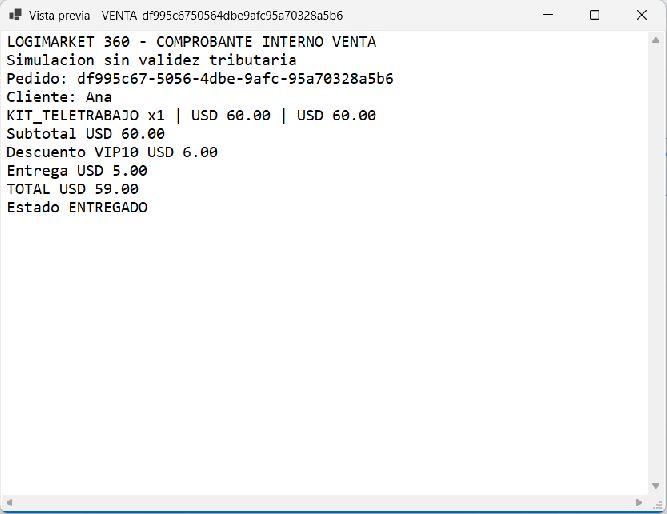 Vista previa - VENTA_df995c6750564dbe9afc95a70328a5b6
LOGIMARKET 360 - COMPROBANTE INTERNO VENTA
Simulacion sin validez tributaria
Pedido: df995c67-5056-4dbe-9afc-95a70328a5b6
Cliente: Ana
KIT_TELETRABAJO x1 | USD 60.00 | USD 60.00
Subtotal USD 60.00
Descuento VIP10 USD 6.00
Entrega USD 5.00
TOTAL USD 59.00
Estado ENTREGADO